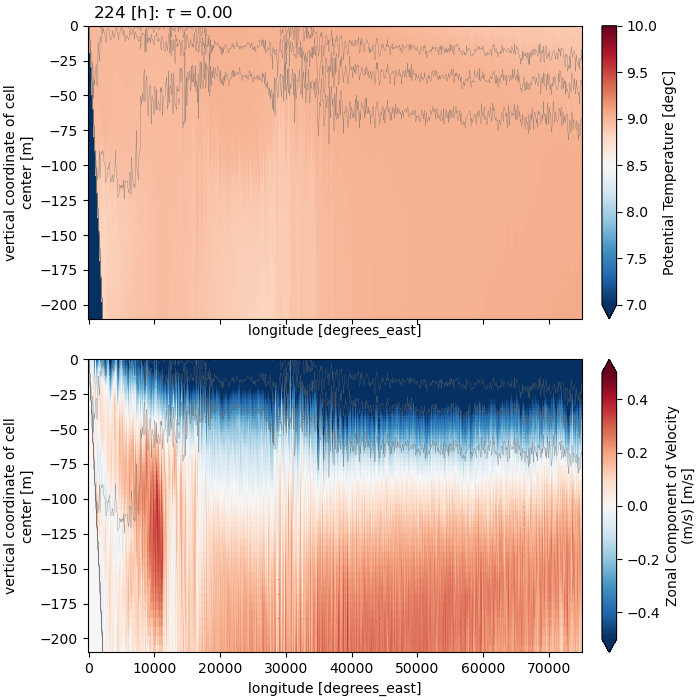 224 [h]: τ = 0.00
0
−25
−50
−75
−100
−125
−150
−175
−200
vertical coordinate of cell
center [m]
longitude [degrees_east]
10.0
9.5
9.0
8.5
8.0
7.5
7.0
Potential Temperature [degC]
0
−25
−50
−75
−100
−125
−150
−175
−200
vertical coordinate of cell
center [m]
0 10000 20000 30000 40000 50000 60000 70000
longitude [degrees_east]
0.4
0.2
0.0
−0.2
−0.4
Zonal Component of Velocity
(m/s) [m/s]